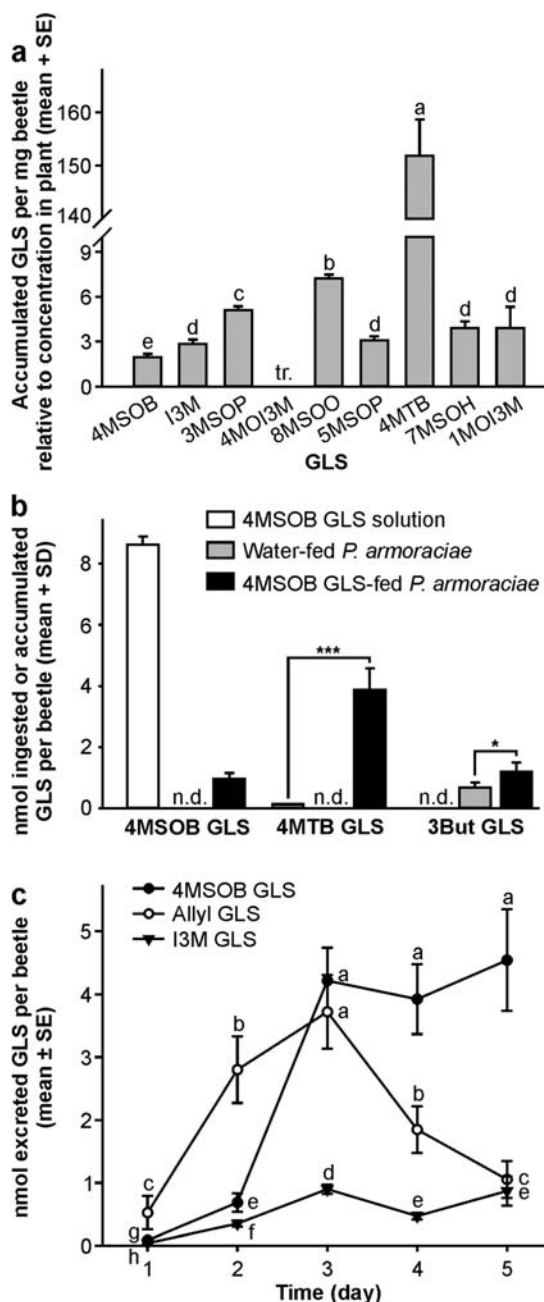 a
Accumulated GLS per mg beetle
relative to concentration in plant (mean + SE)
160
150
140
9
6
3
0
e
d
c
tr.
b
d
a
d
d
4MSOB
I3M
3MSOP
4MOI3M
8MSOO
5MSOP
4MTB
7MSOH
1MOI3M
GLS
b
nmol ingested or accumulated
GLS per beetle (mean + SD)
8
6
4
2
0
4MSOB GLS solution
Water-fed P. armoraciae
4MSOB GLS-fed P. armoraciae
***
*
n.d.
n.d.
n.d.
4MSOB GLS
4MTB GLS
3But GLS
c
nmol excreted GLS per beetle
(mean ± SE)
5
4
3
2
1
0
4MSOB GLS
Allyl GLS
I3M GLS
c
g
h
b
e
f
a
a
d
a
b
e
a
c
e
1
2
3
4
5
Time (day)